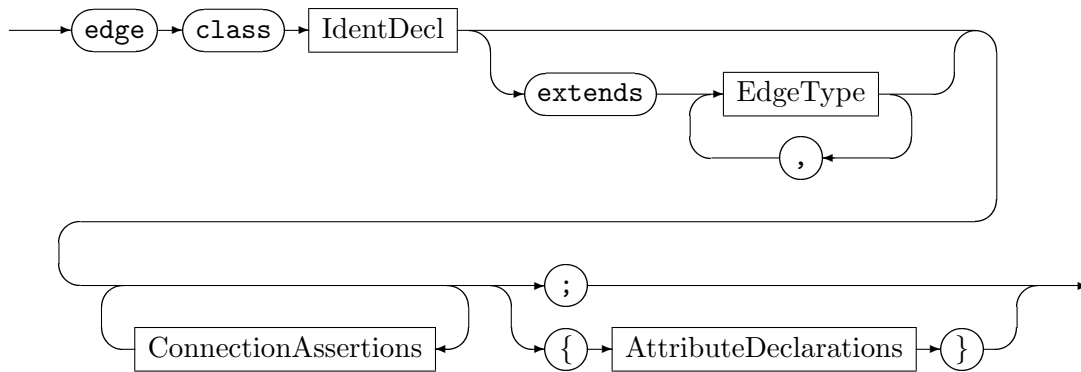 edge class IdentDecl
extends EdgeType
,
;
ConnectionAssertions { AttributeDeclarations }